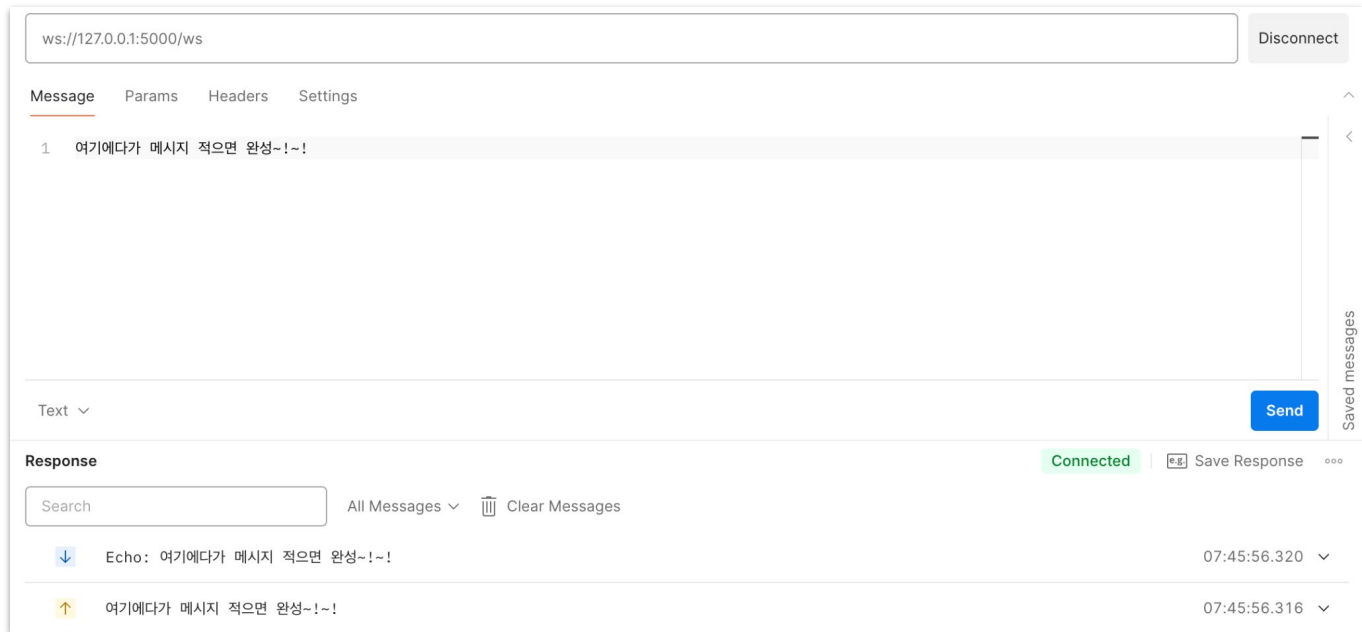 ws://127.0.0.1:5000/ws
Disconnect
Message Params Headers Settings
1 여기에다가 메시지 적으면 완성~!~!
Saved messages
Text
Send
Response
Connected
e.g. Save Response
Search
All Messages
Clear Messages
Echo: 여기에다가 메시지 적으면 완성~!~!
07:45:56.320
여기에다가 메시지 적으면 완성~!~!
07:45:56.316